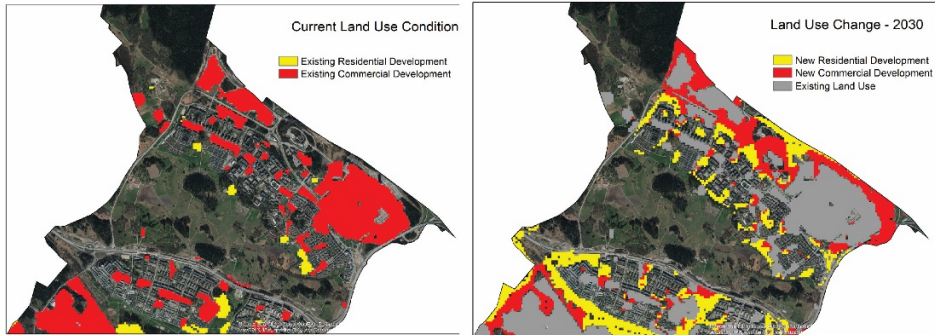 Current Land Use Condition
Existing Residential Development
Existing Commercial Development
Land Use Change - 2030
New Residential Development
New Commercial Development
Existing Land Use